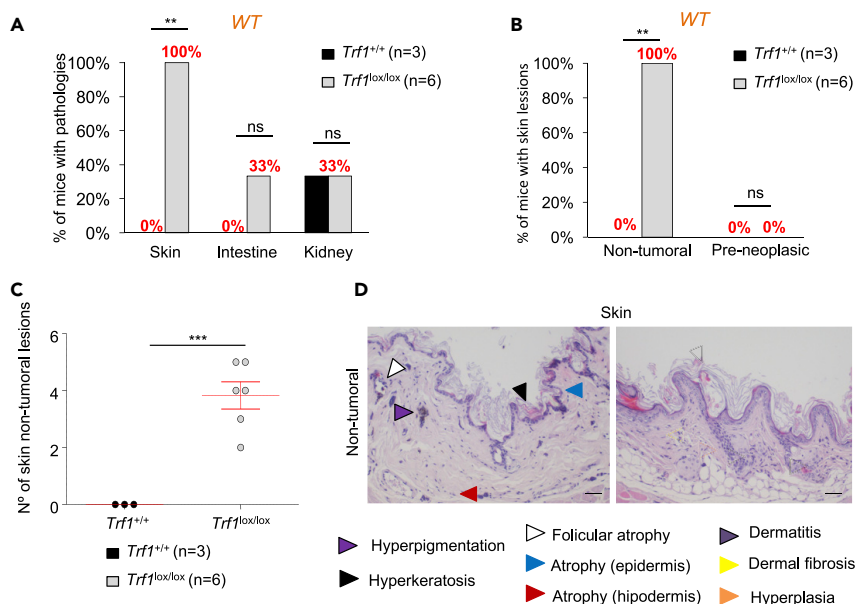 A
WT
**
100%
Trf1+/+ (n=3)
Trf1lox/lox (n=6)
% of mice with pathologies
100%
80%
60%
40%
20%
0%
ns
ns
33%
33%
0%
0%
Skin
Intestine
Kidney
B
WT
**
100%
Trf1+/+ (n=3)
Trf1lox/lox (n=6)
% of mice with skin lessions
100%
80%
60%
40%
20%
0%
ns
0%
0%
0%
Non-tumoral
Pre-neoplasic
C
Nº of skin non-tumoral lesions
6
4
2
0
***
Trf1+/+
Trf1lox/lox
Trf1+/+ (n=3)
Trf1lox/lox (n=6)
D
Skin
Non-tumoral
Hyperpigmentation
Hyperkeratosis
Folicular atrophy
Atrophy (epidermis)
Atrophy (hipodermis)
Dermatitis
Dermal fibrosis
Hyperplasia